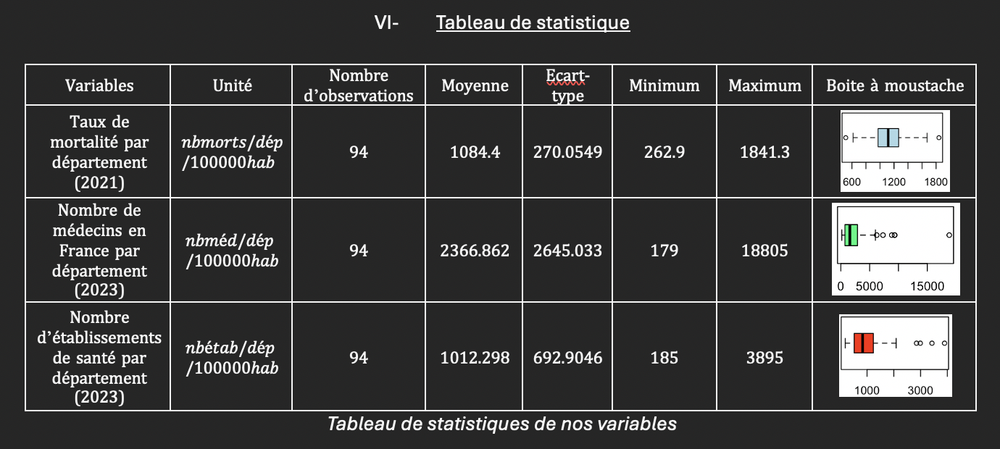 VI- Tableau de statistique
Variables
Unité
Nombre
d’observations
Moyenne
Ecart-
type
Minimum
Maximum
Boite à moustache
Taux de
mortalité par
département
(2021)
nbmorts/dép
/100000hab
94
1084.4
270.0549
262.9
1841.3
600 1200 1800
Nombre de
médecins en
France par
département
(2023)
nbméd/dép
/100000hab
94
2366.862
2645.033
179
18805
0 5000 15000
Nombre
d’établissements
de santé par
département
(2023)
nbétab/dép
/100000hab
94
1012.298
692.9046
185
3895
1000 3000
Tableau de statistiques de nos variables